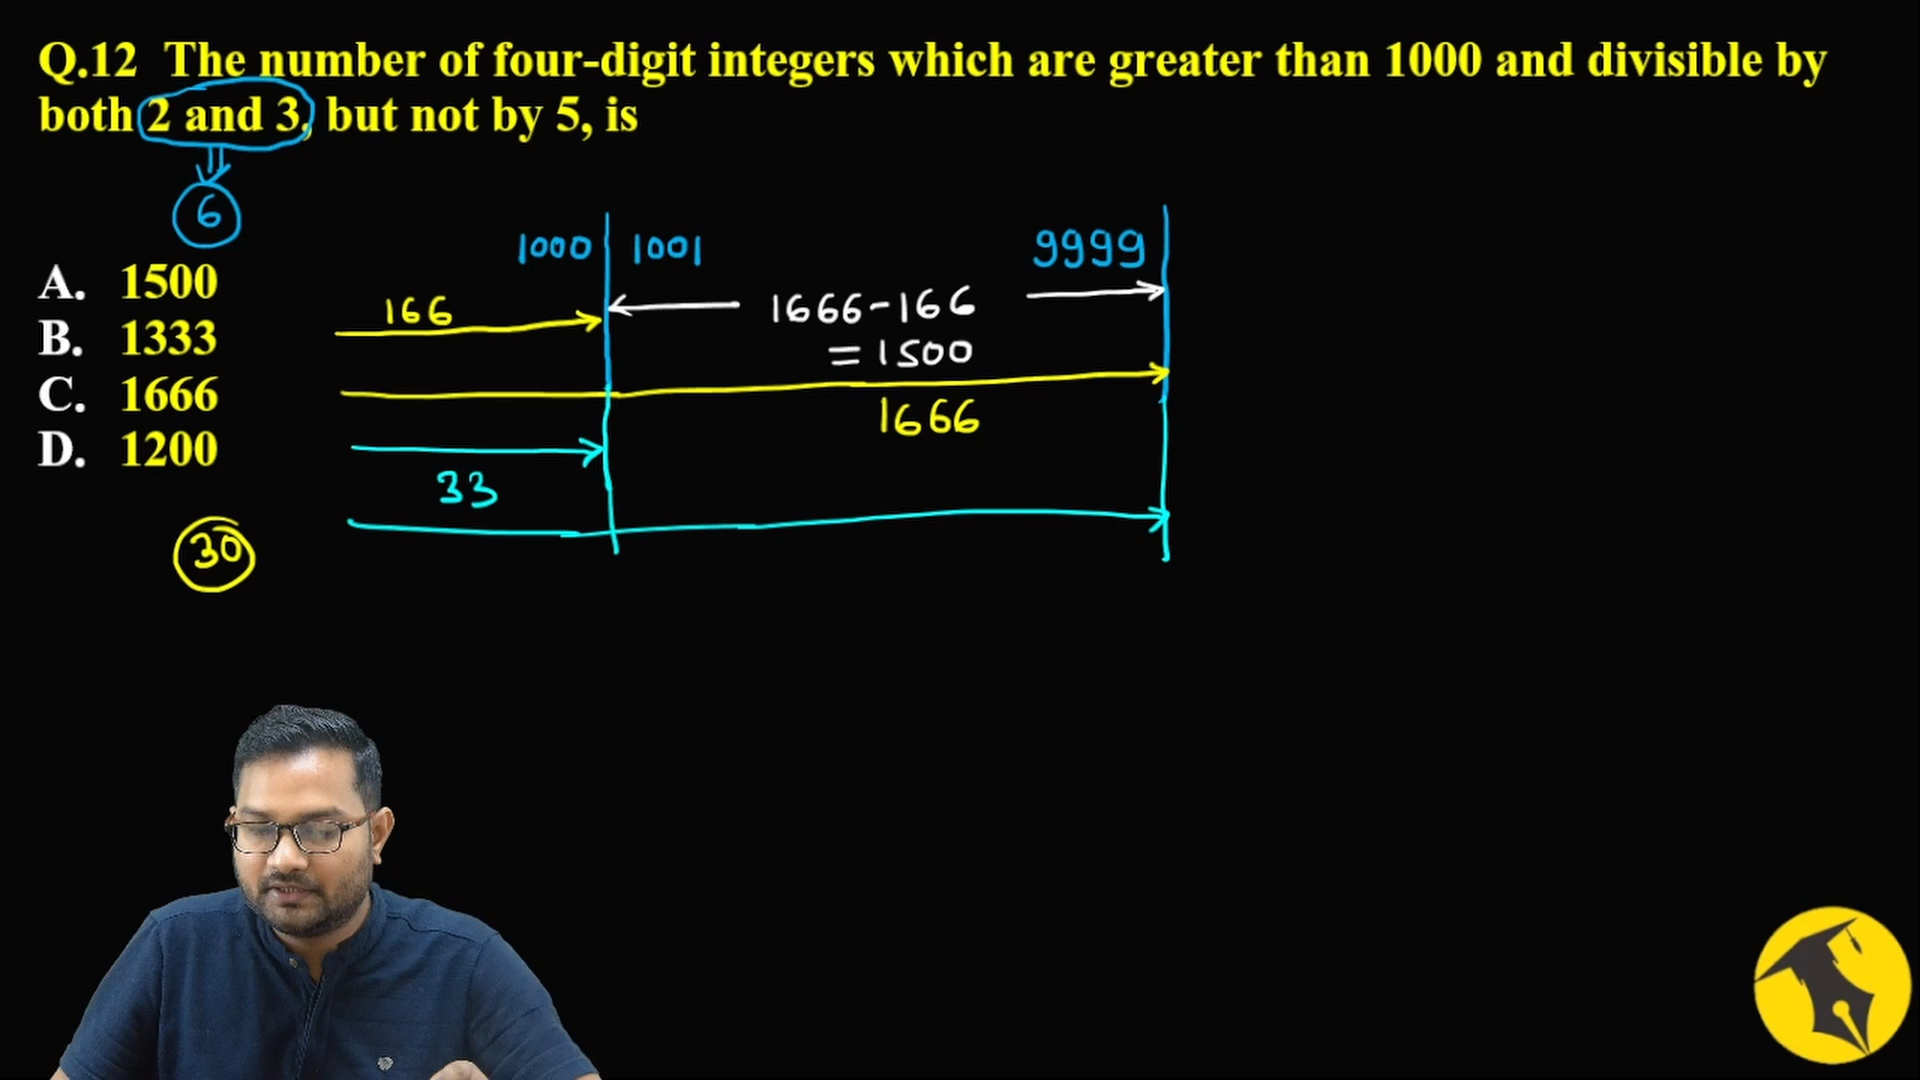 Q.12 The number of four-digit integers which are greater than 1000 and divisible by
both 2 and 3, but not by 5, is
6
A. 1500
B. 1333
C. 1666
D. 1200
30
1000 1001 9999
166 1666-166
= 1500
1666
33